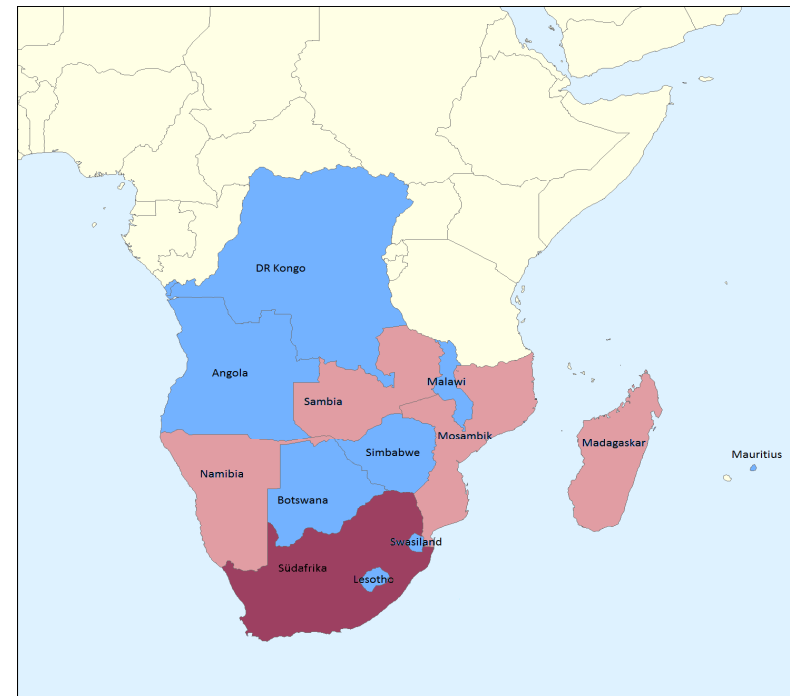 DR Kongo
Angola
Malawi
Sambia
Mosambik
Madagaskar
Simbabwe
Mauritius
Namibia
Botswana
Swasiland
Südafrika
Lesotho